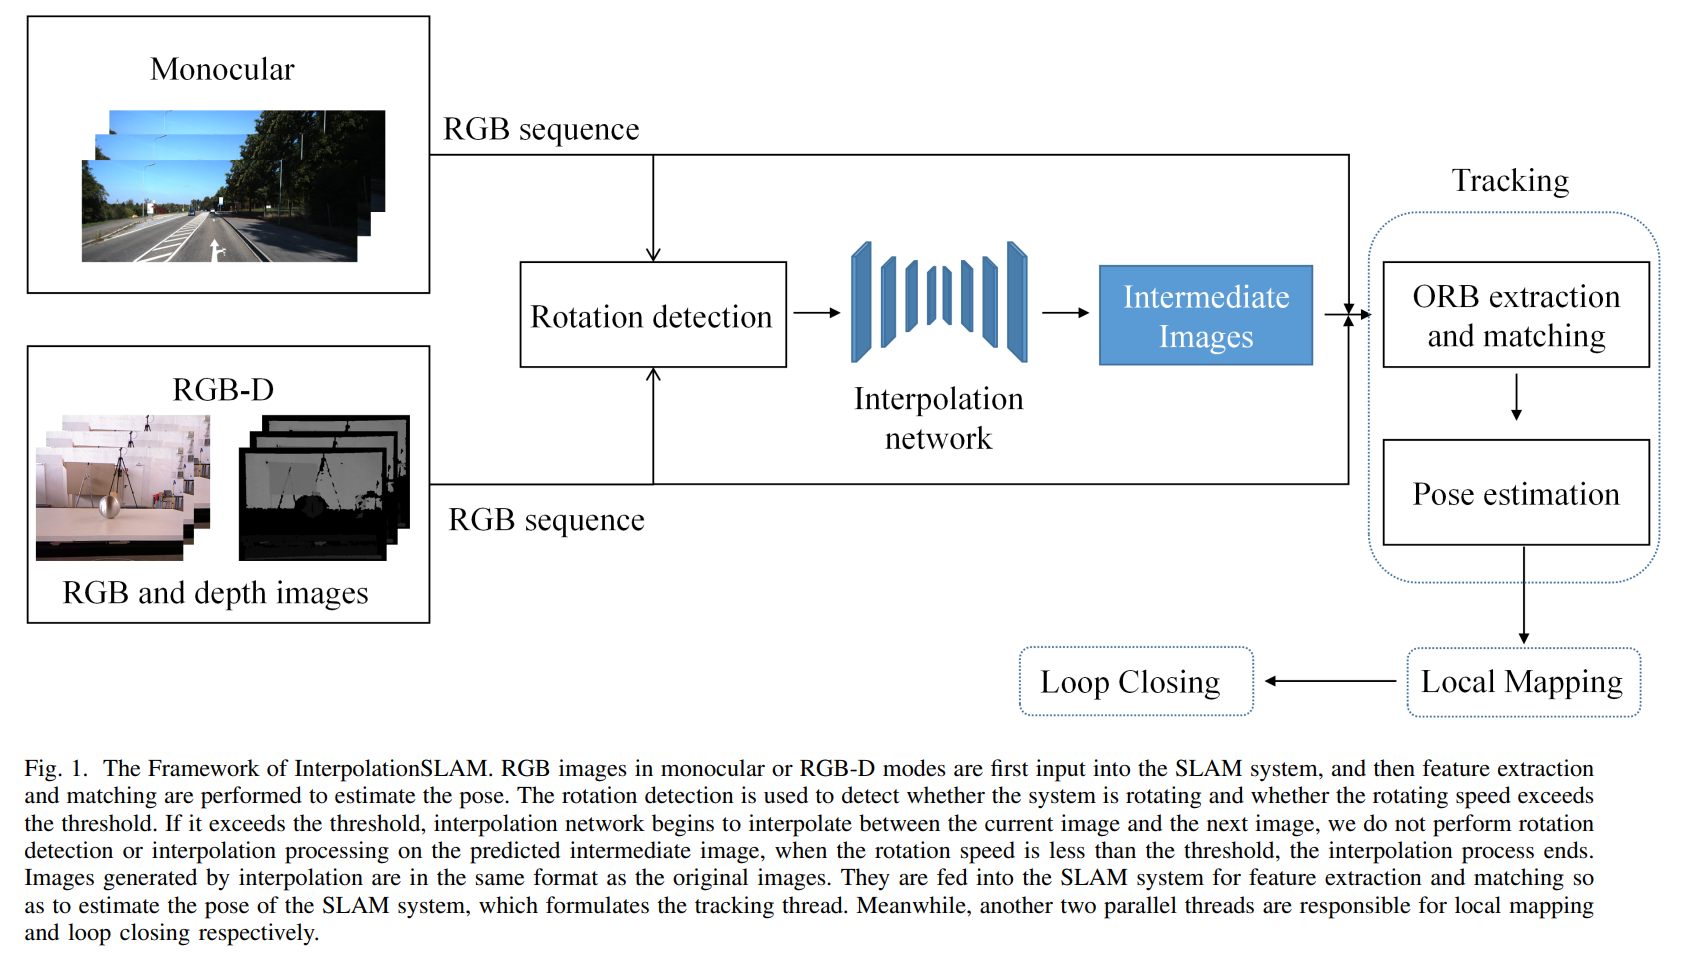 Monocular
RGB sequence
Tracking
Rotation detection
Interpolation
network
Intermediate
Images
ORB extraction
and matching
RGB-D
RGB and depth images
RGB sequence
Pose estimation
Loop Closing
Local Mapping
Fig. 1. The Framework of InterpolationSLAM. RGB images in monocular or RGB-D modes are first input into the SLAM system, and then feature extraction
and matching are performed to estimate the pose. The rotation detection is used to detect whether the system is rotating and whether the rotating speed exceeds
the threshold. If it exceeds the threshold, interpolation network begins to interpolate between the current image and the next image, we do not perform rotation
detection or interpolation processing on the predicted intermediate image, when the rotation speed is less than the threshold, the interpolation process ends.
Images generated by interpolation are in the same format as the original images. They are fed into the SLAM system for feature extraction and matching so
as to estimate the pose of the SLAM system, which formulates the tracking thread. Meanwhile, another two parallel threads are responsible for local mapping
and loop closing respectively.